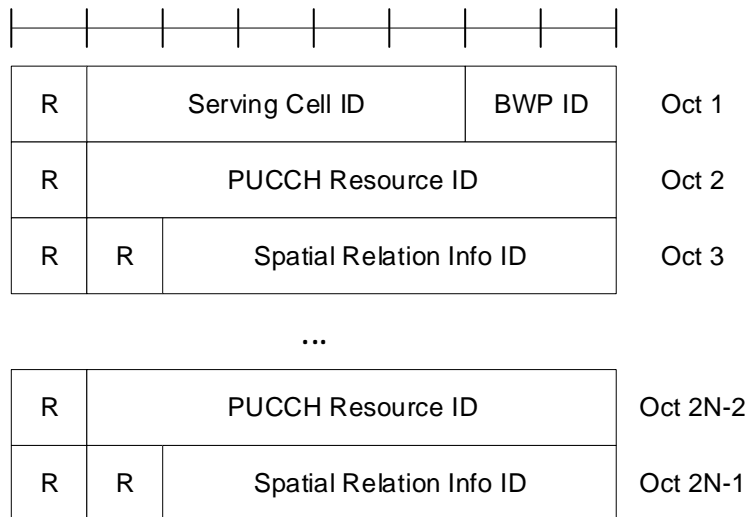 R Serving Cell ID BWP ID Oct 1
R PUCCH Resource ID Oct 2
R R Spatial Relation Info ID Oct 3
...
R PUCCH Resource ID Oct 2N-2
R R Spatial Relation Info ID Oct 2N-1